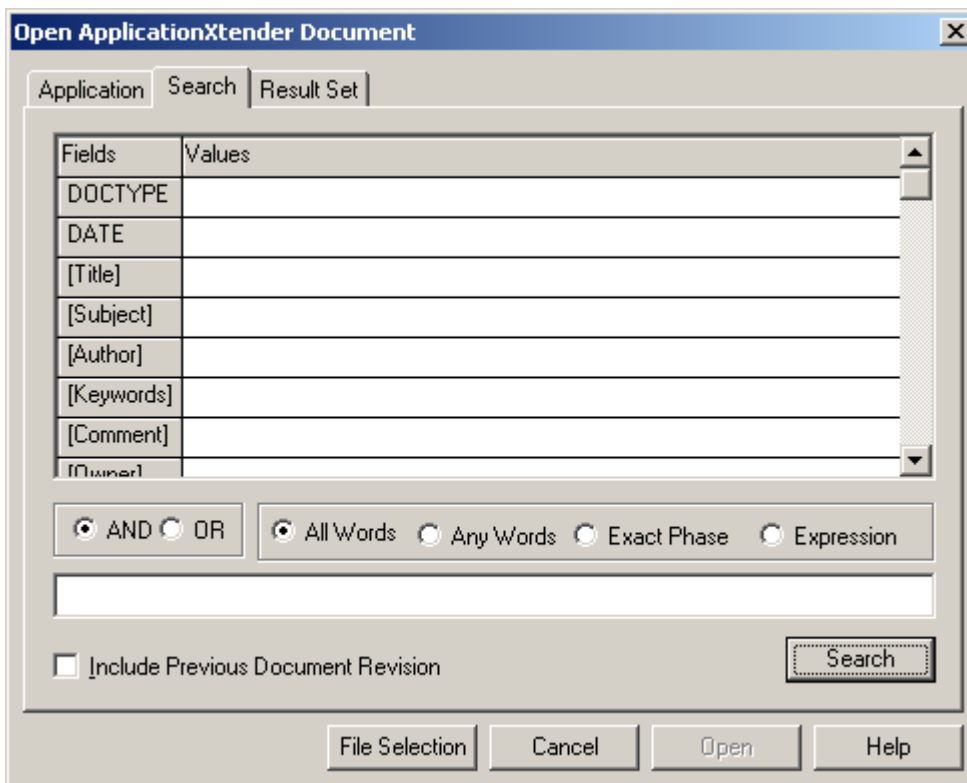 Open ApplicationXtender Document
Application Search Result Set
Fields Values
DOCTYPE
DATE
[Title]
[Subject]
[Author]
[Keywords]
[Comment]
[Owner]
AND OR All Words Any Words Exact Phase Expression
Include Previous Document Revision Search
File Selection Cancel Open Help